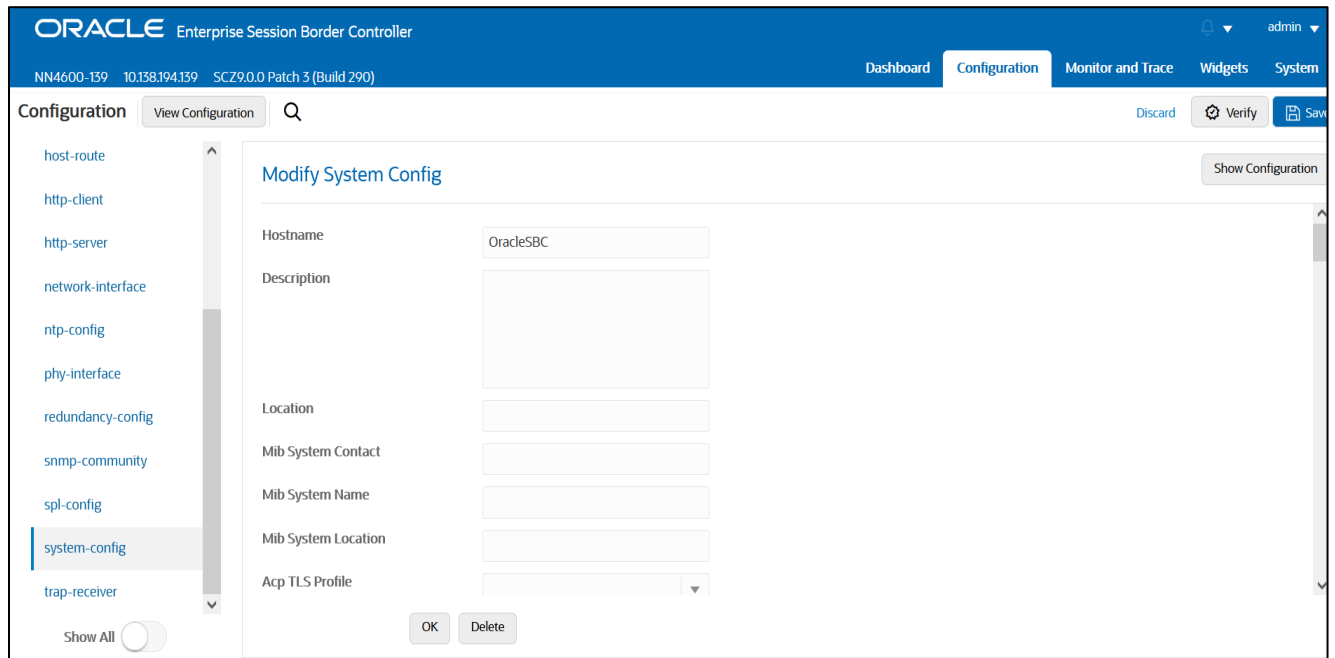 ORACLE Enterprise Session Border Controller
admin
NN4600-139 10.138.194.139 SCZ9.0.0 Patch 3 (Build 290)
Dashboard Configuration Monitor and Trace Widgets System
Configuration View Configuration Discard Verify Save
host-route
http-client
http-server
network-interface
ntp-config
phy-interface
redundancy-config
snmp-community
spl-config
system-config
trap-receiver
Show All
Modify System Config
Show Configuration
Hostname OracleSBC
Description
Location
Mib System Contact
Mib System Name
Mib System Location
Acp TLS Profile
OK Delete